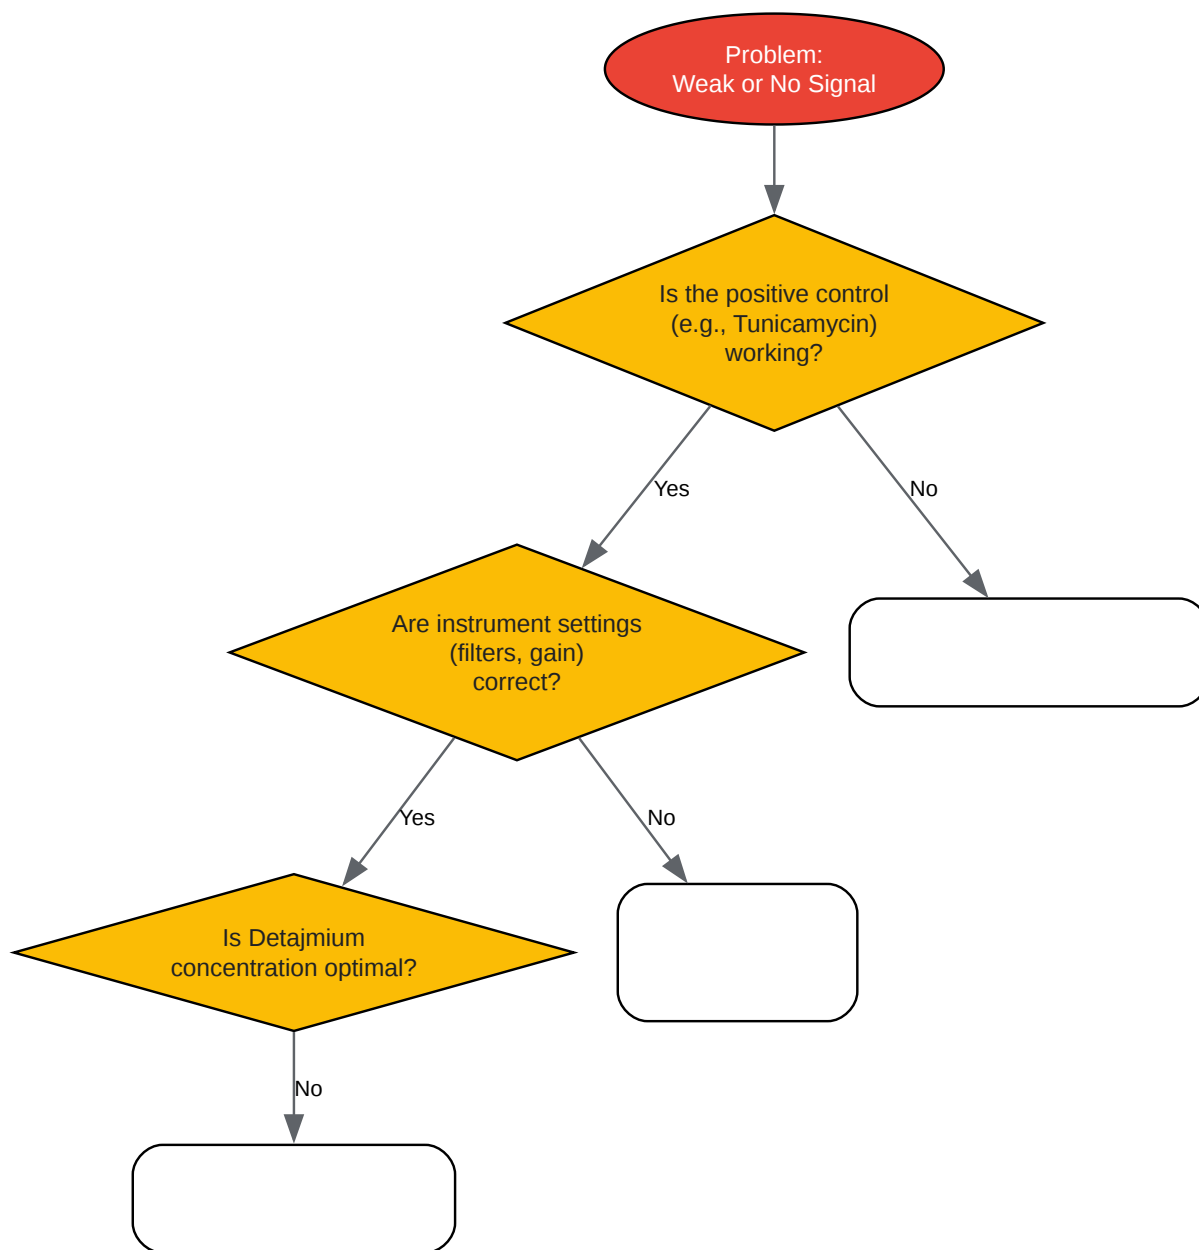 Problem:
Weak or No Signal
Is the positive control
(e.g., Tunicamycin)
working?
Yes
No
Are instrument settings
(filters, gain)
correct?
Yes
No
Is Detajmium
concentration optimal?
No